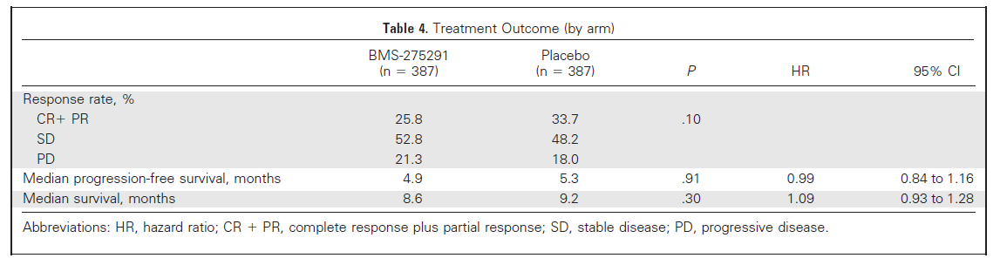 Table 4. Treatment Outcome (by arm)
BMS-275291 (n = 387) Placebo (n = 387) P HR 95% CI
Response rate, %
CR+ PR 25.8 33.7 .10
SD 52.8 48.2
PD 21.3 18.0
Median progression-free survival, months 4.9 5.3 .91 0.99 0.84 to 1.16
Median survival, months 8.6 9.2 .30 1.09 0.93 to 1.28
Abbreviations: HR, hazard ratio; CR + PR, complete response plus partial response; SD, stable disease; PD, progressive disease.